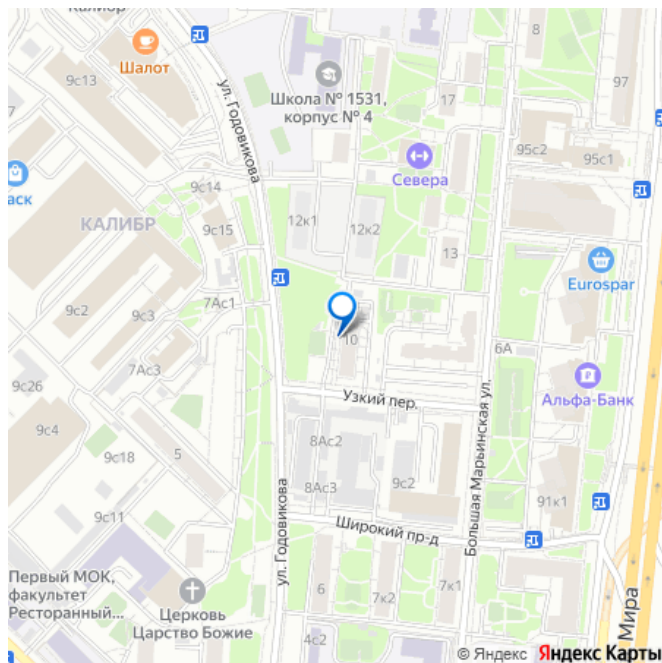 Калибр
Шалот
9с13
ул. Годовикова
Школа № 1531,
корпус № 4
8
97
17
95с2
95с1
Севера
7
9с14
аск
КАЛИБР
9с15
12к1
12к2
13
Eurospar
7Ас1
9с2
9с3
10
6А
7Ас3
Альфа-Банк
9с26
Узкий пер.
9с4
8Ас2
Большая Марьинская ул.
9с18
5
8Ас3
9с2
91к1
9с11
ул. Годовикова
Широкий пр-д
Первый МОК,
факультет
Ресторанный...
6
7к2
7к1
Церковь
Царство Божие
4с2
Мира
© Яндекс
Яндекс Карты